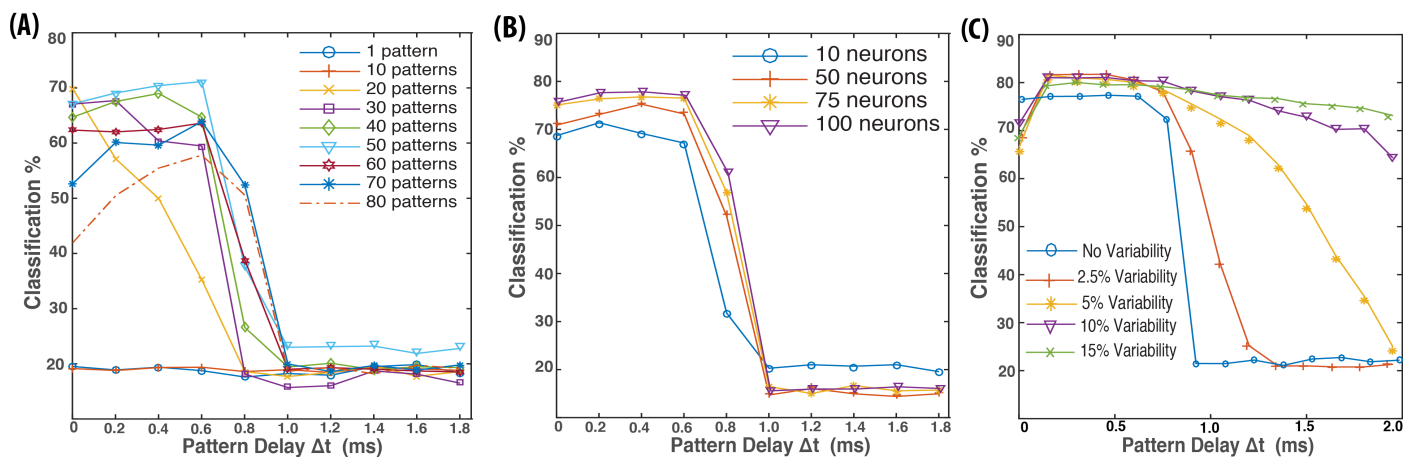 (A)
Classification %
80
70
60
50
40
30
20
1 pattern
10 patterns
20 patterns
30 patterns
40 patterns
50 patterns
60 patterns
70 patterns
80 patterns
0 0.2 0.4 0.6 0.8 1.0 1.2 1.4 1.6 1.8
Pattern Delay Δt (ms)
(B)
Classification %
90
80
70
60
50
40
30
20
10 neurons
50 neurons
75 neurons
100 neurons
0 0.2 0.4 0.6 0.8 1.0 1.2 1.4 1.6 1.8
Pattern Delay Δt (ms)
(C)
Classification %
90
80
70
60
50
40
30
20
No Variability
2.5% Variability
5% Variability
10% Variability
15% Variability
0 0.5 1.0 1.5 2.0
Pattern Delay Δt (ms)